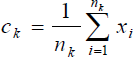 c_k = \frac{1}{n_k} \sum_{i=1}^{n_k} x_i